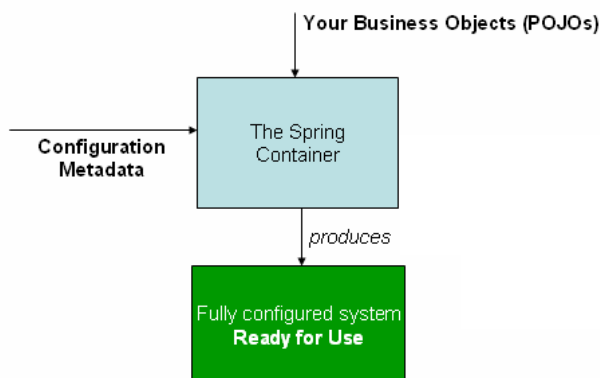 Your Business Objects (POJOs)
The Spring
Container
Configuration
Metadata
produces
Fully configured system
Ready for Use